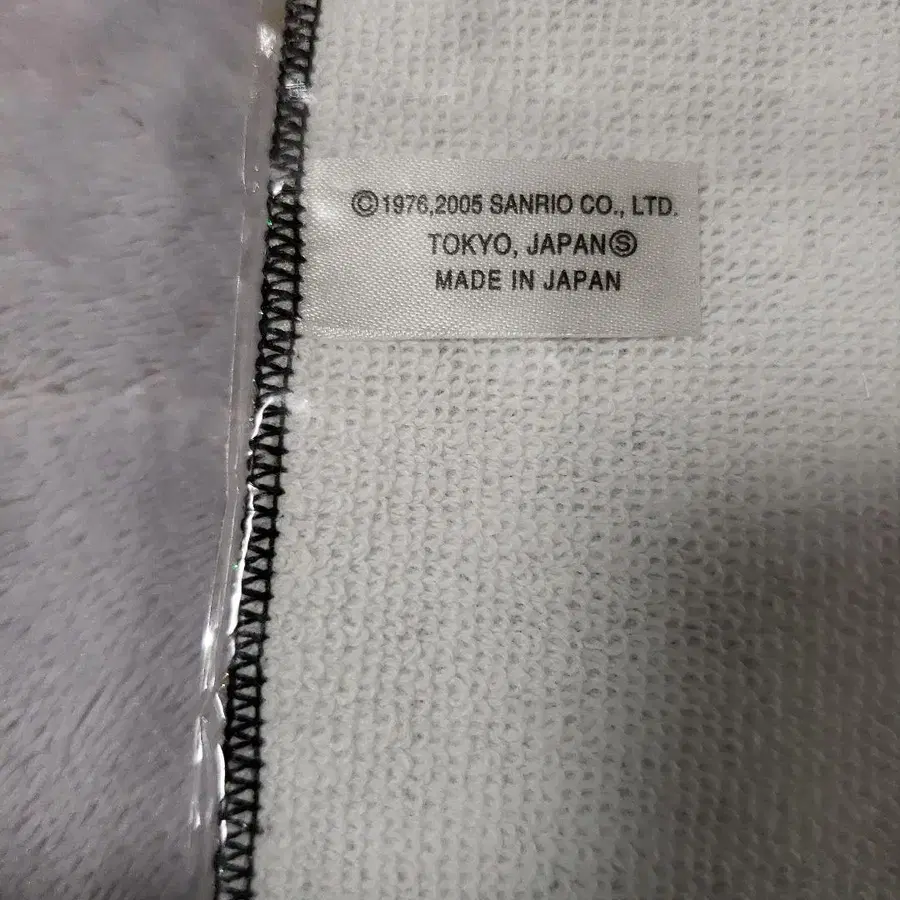 ©1976,2005 SANRIO CO., LTD.
TOKYO, JAPANⓈ
MADE IN JAPAN